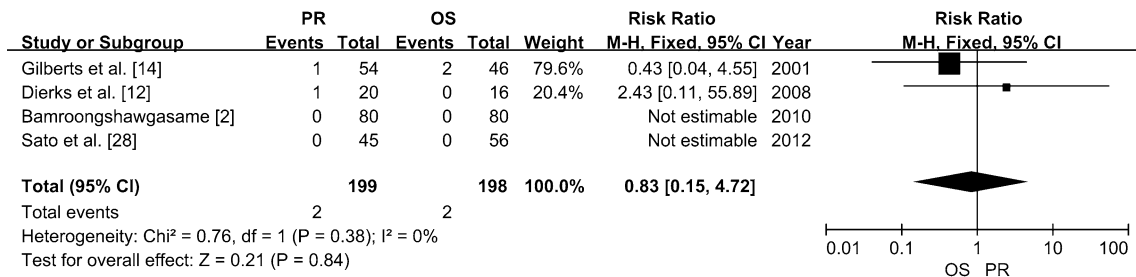 PR OS Risk Ratio Risk Ratio
Study or Subgroup Events Total Events Total Weight M-H, Fixed, 95% CI Year M-H, Fixed, 95% CI
Gilberts et al. [14] 1 54 2 46 79.6% 0.43 [0.04, 4.55] 2001
Dierks et al. [12] 1 20 0 16 20.4% 2.43 [0.11, 55.89] 2008
Bamroongshawgasame [2] 0 80 0 80 Not estimable 2010
Sato et al. [28] 0 45 0 56 Not estimable 2012
Total (95% CI) 199 198 100.0% 0.83 [0.15, 4.72]
Total events 2 2
Heterogeneity: Chi² = 0.76, df = 1 (P = 0.38); I² = 0%
Test for overall effect: Z = 0.21 (P = 0.84)
0.01 0.1 1 10 100
OS PR